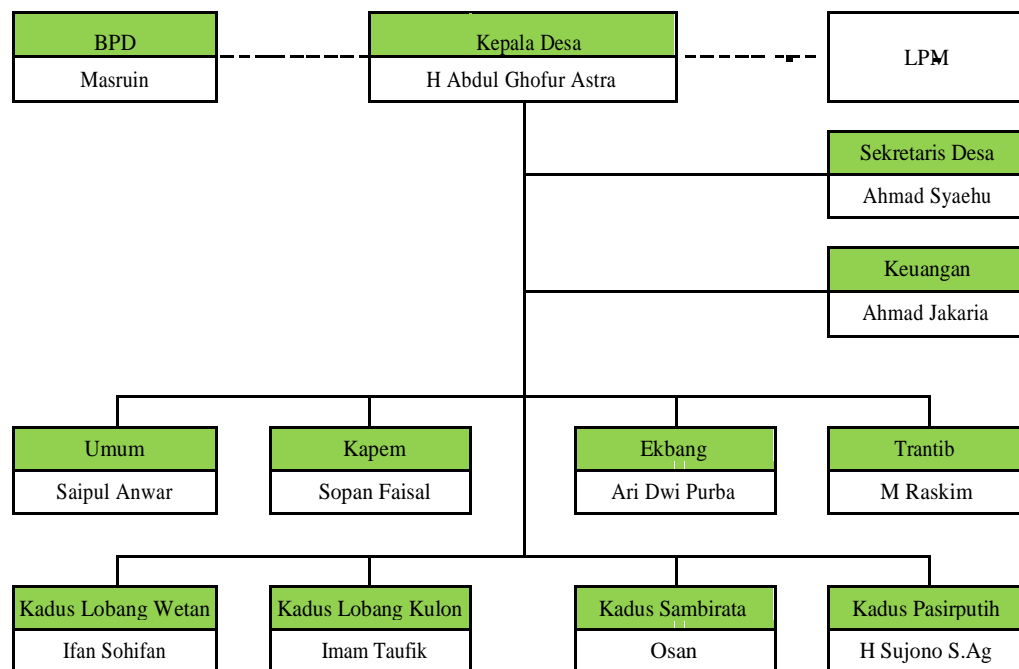 BPD
Masruin
Kepala Desa
H Abdul Ghofur Astra
LPM
Sekretaris Desa
Ahmad Syaehu
Keuangan
Ahmad Jakaria
Umum
Saipul Anwar
Kapem
Sopan Faisal
Ekbang
Ari Dwi Purba
Trantib
M Raskim
Kadus Lobang Wetan
Ifan Sohifan
Kadus Lobang Kulon
Imam Taufik
Kadus Sambirata
Osan
Kadus Pasirputih
H Sujono S.Ag